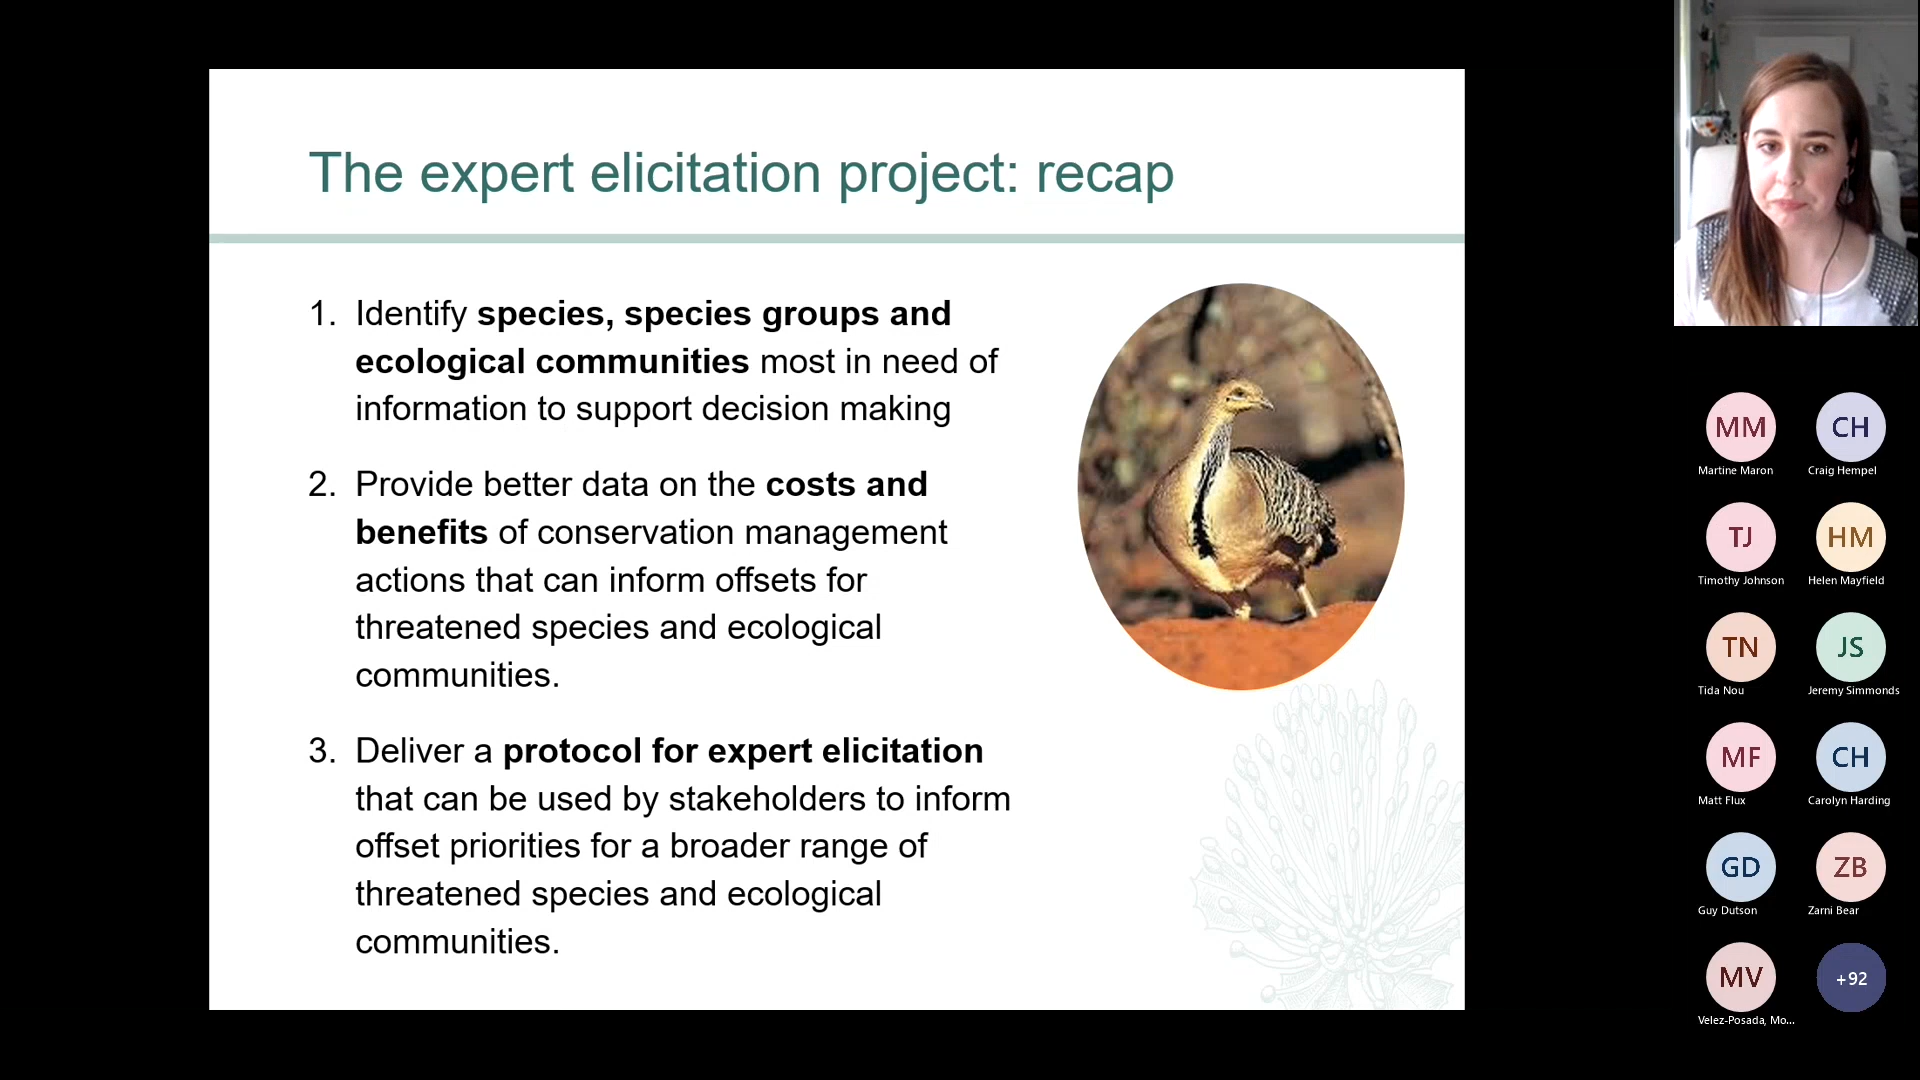 The expert elicitation project: recap
1. Identify species, species groups and
ecological communities most in need of
information to support decision making
2. Provide better data on the costs and
benefits of conservation management
actions that can inform offsets for
threatened species and ecological
communities.
3. Deliver a protocol for expert elicitation
that can be used by stakeholders to inform
offset priorities for a broader range of
threatened species and ecological
communities.
MM
Martine Maron
CH
Craig Hempel
TJ
Timothy Johnson
HM
Helen Mayfield
TN
Tida Nou
JS
Jeremy Simmonds
MF
Matt Flux
CH
Carolyn Harding
GD
Guy Dutson
ZB
Zarni Bear
MV
Velez-Posada, Mo...
+92